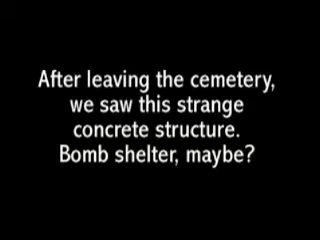 After leaving the cemetery,
we saw this strange
concrete structure.
Bomb shelter, maybe?